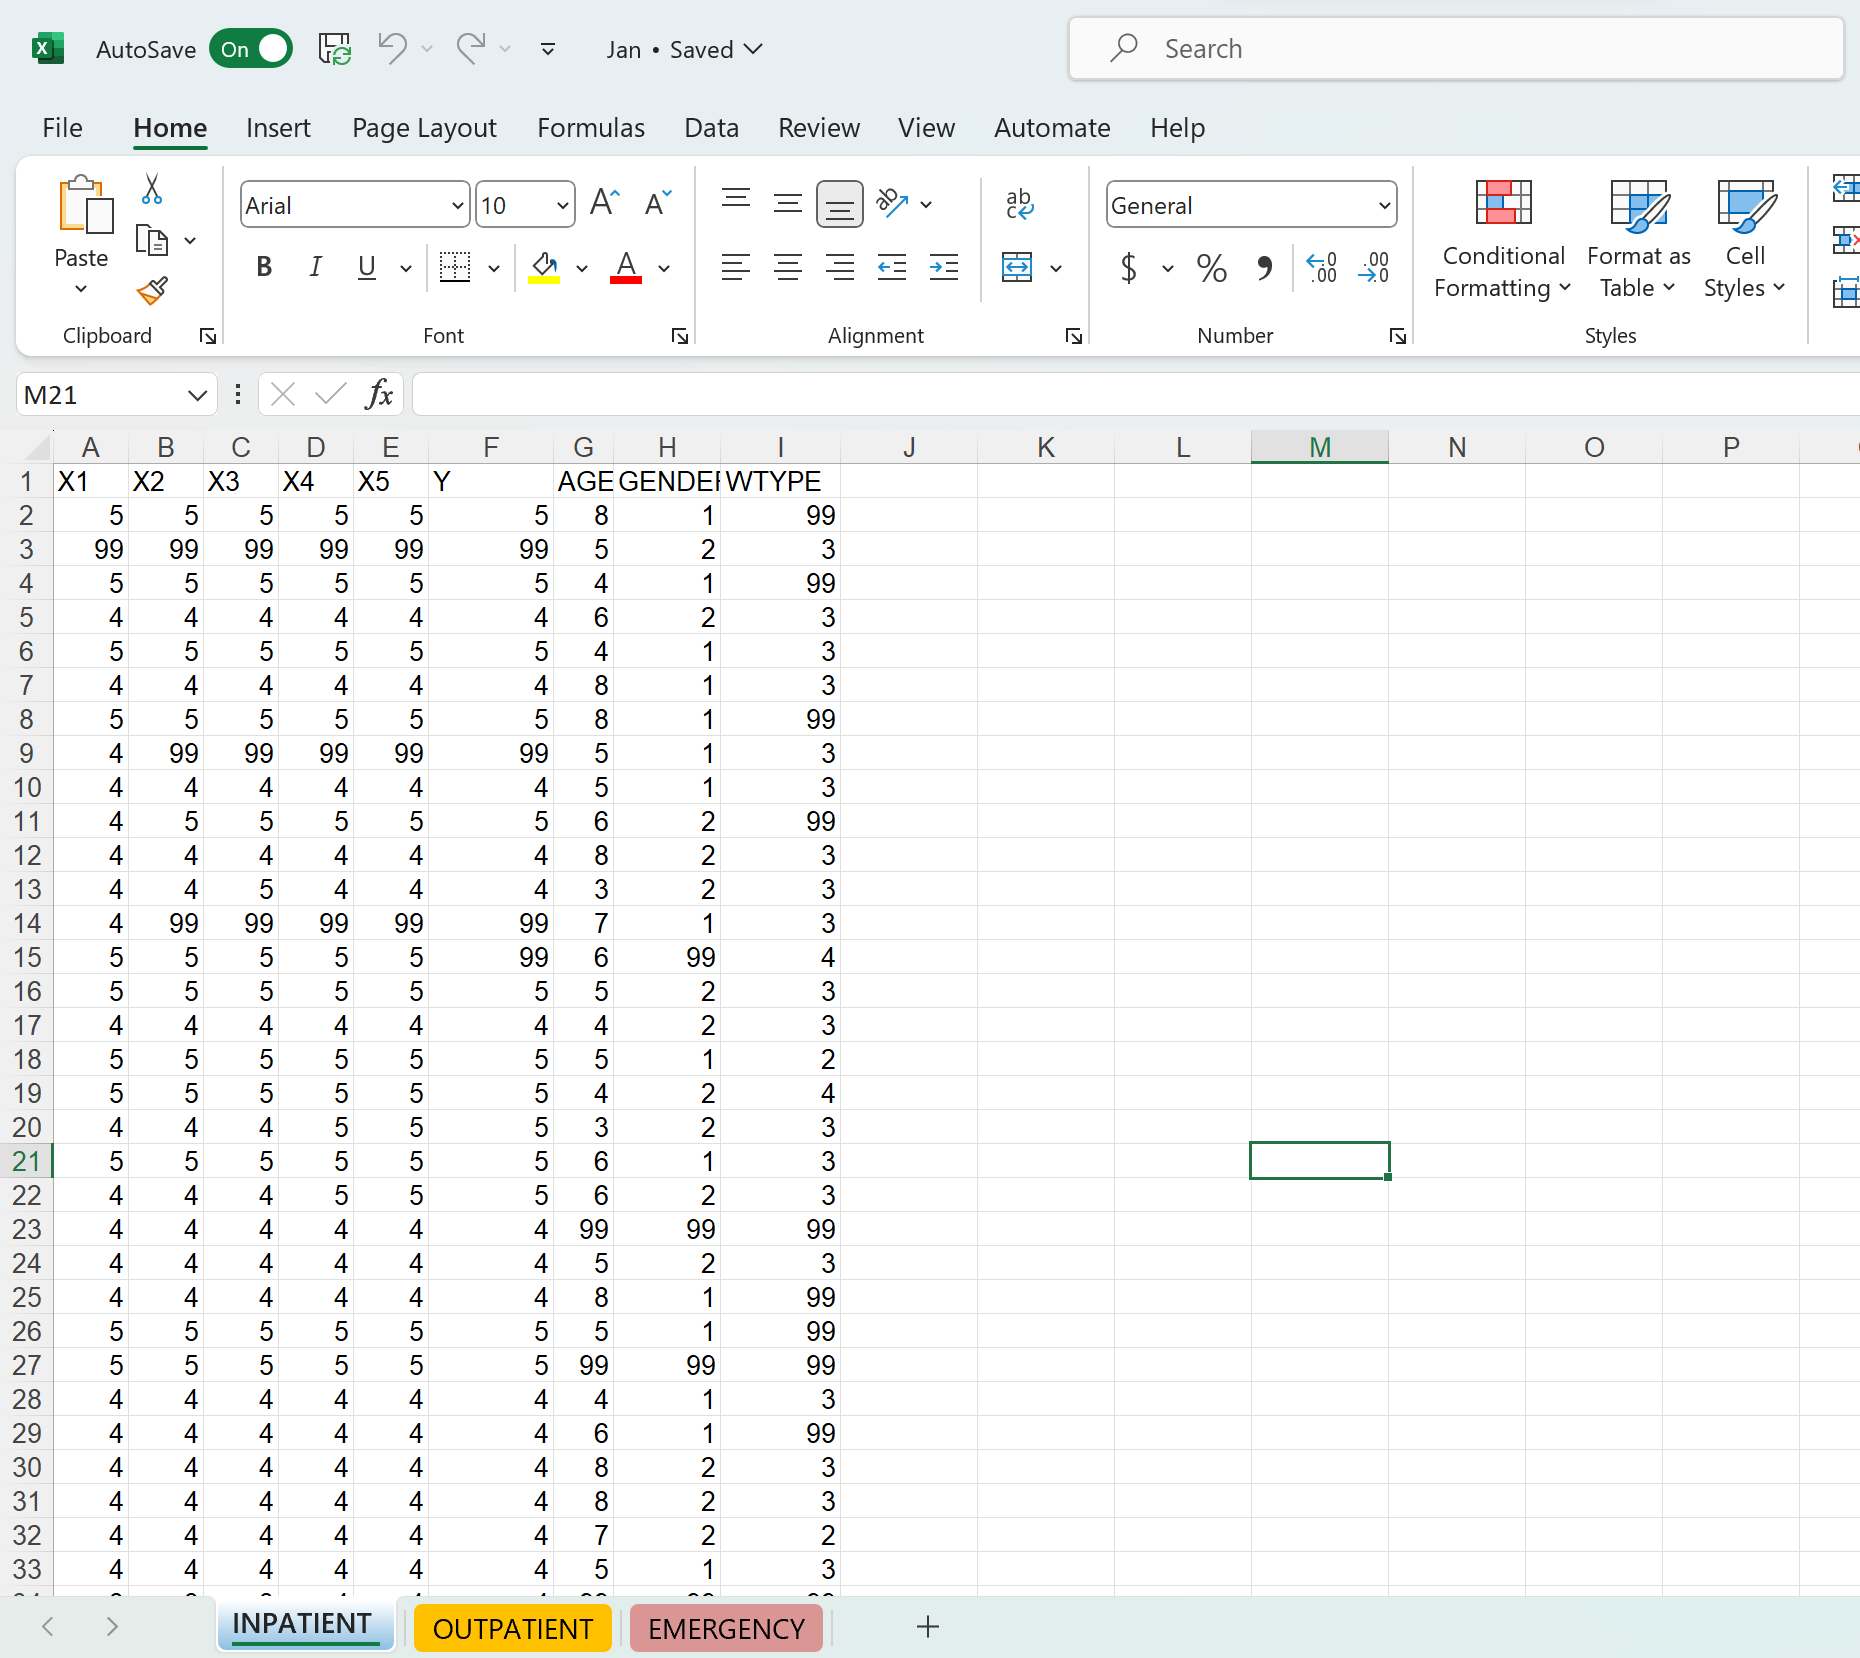 AutoSave On Jan • Saved Search
File Home Insert Page Layout Formulas Data Review View Automate Help
Paste
Clipboard
Arial 10
B I U A
Font
ab
Alignment
General
$ % 9 .00 .00
Number
Conditional Formatting
Format as Table
Cell Styles
Styles
M21 fx
A B C D E F G H I J K L M N O P
1 X1 X2 X3 X4 X5 Y AGE GENDER WTYPE
2 5 5 5 5 5 5 8 1 99
3 99 99 99 99 99 99 5 2 3
4 5 5 5 5 5 5 4 1 99
5 4 4 4 4 4 4 6 2 3
6 5 5 5 5 5 5 4 1 3
7 4 4 4 4 4 4 8 1 3
8 5 5 5 5 5 5 8 1 99
9 4 99 99 99 99 99 5 1 3
10 4 4 4 4 4 4 5 1 3
11 4 5 5 5 5 5 6 2 99
12 4 4 4 4 4 4 8 2 3
13 4 4 5 4 4 4 3 2 3
14 4 99 99 99 99 99 7 1 3
15 5 5 5 5 5 99 6 99 4
16 5 5 5 5 5 5 5 2 3
17 4 4 4 4 4 4 4 2 3
18 5 5 5 5 5 5 5 1 2
19 5 5 5 5 5 5 4 2 4
20 4 4 4 5 5 5 3 2 3
21 5 5 5 5 5 5 6 1 3
22 4 4 4 5 5 5 6 2 3
23 4 4 4 4 4 4 99 99 99
24 4 4 4 4 4 4 5 2 3
25 4 4 4 4 4 4 8 1 99
26 5 5 5 5 5 5 5 1 99
27 5 5 5 5 5 5 99 99 99
28 4 4 4 4 4 4 4 1 3
29 4 4 4 4 4 4 6 1 99
30 4 4 4 4 4 4 8 2 3
31 4 4 4 4 4 4 8 2 3
32 4 4 4 4 4 4 7 2 2
33 4 4 4 4 4 4 5 1 3
INPATIENT OUTPATIENT EMERGENCY